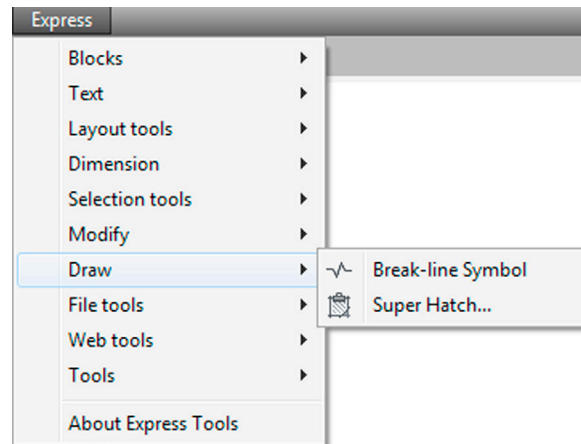 Express
Blocks
Text
Layout tools
Dimension
Selection tools
Modify
Draw
Break-line Symbol
File tools
Super Hatch...
Web tools
Tools
About Express Tools